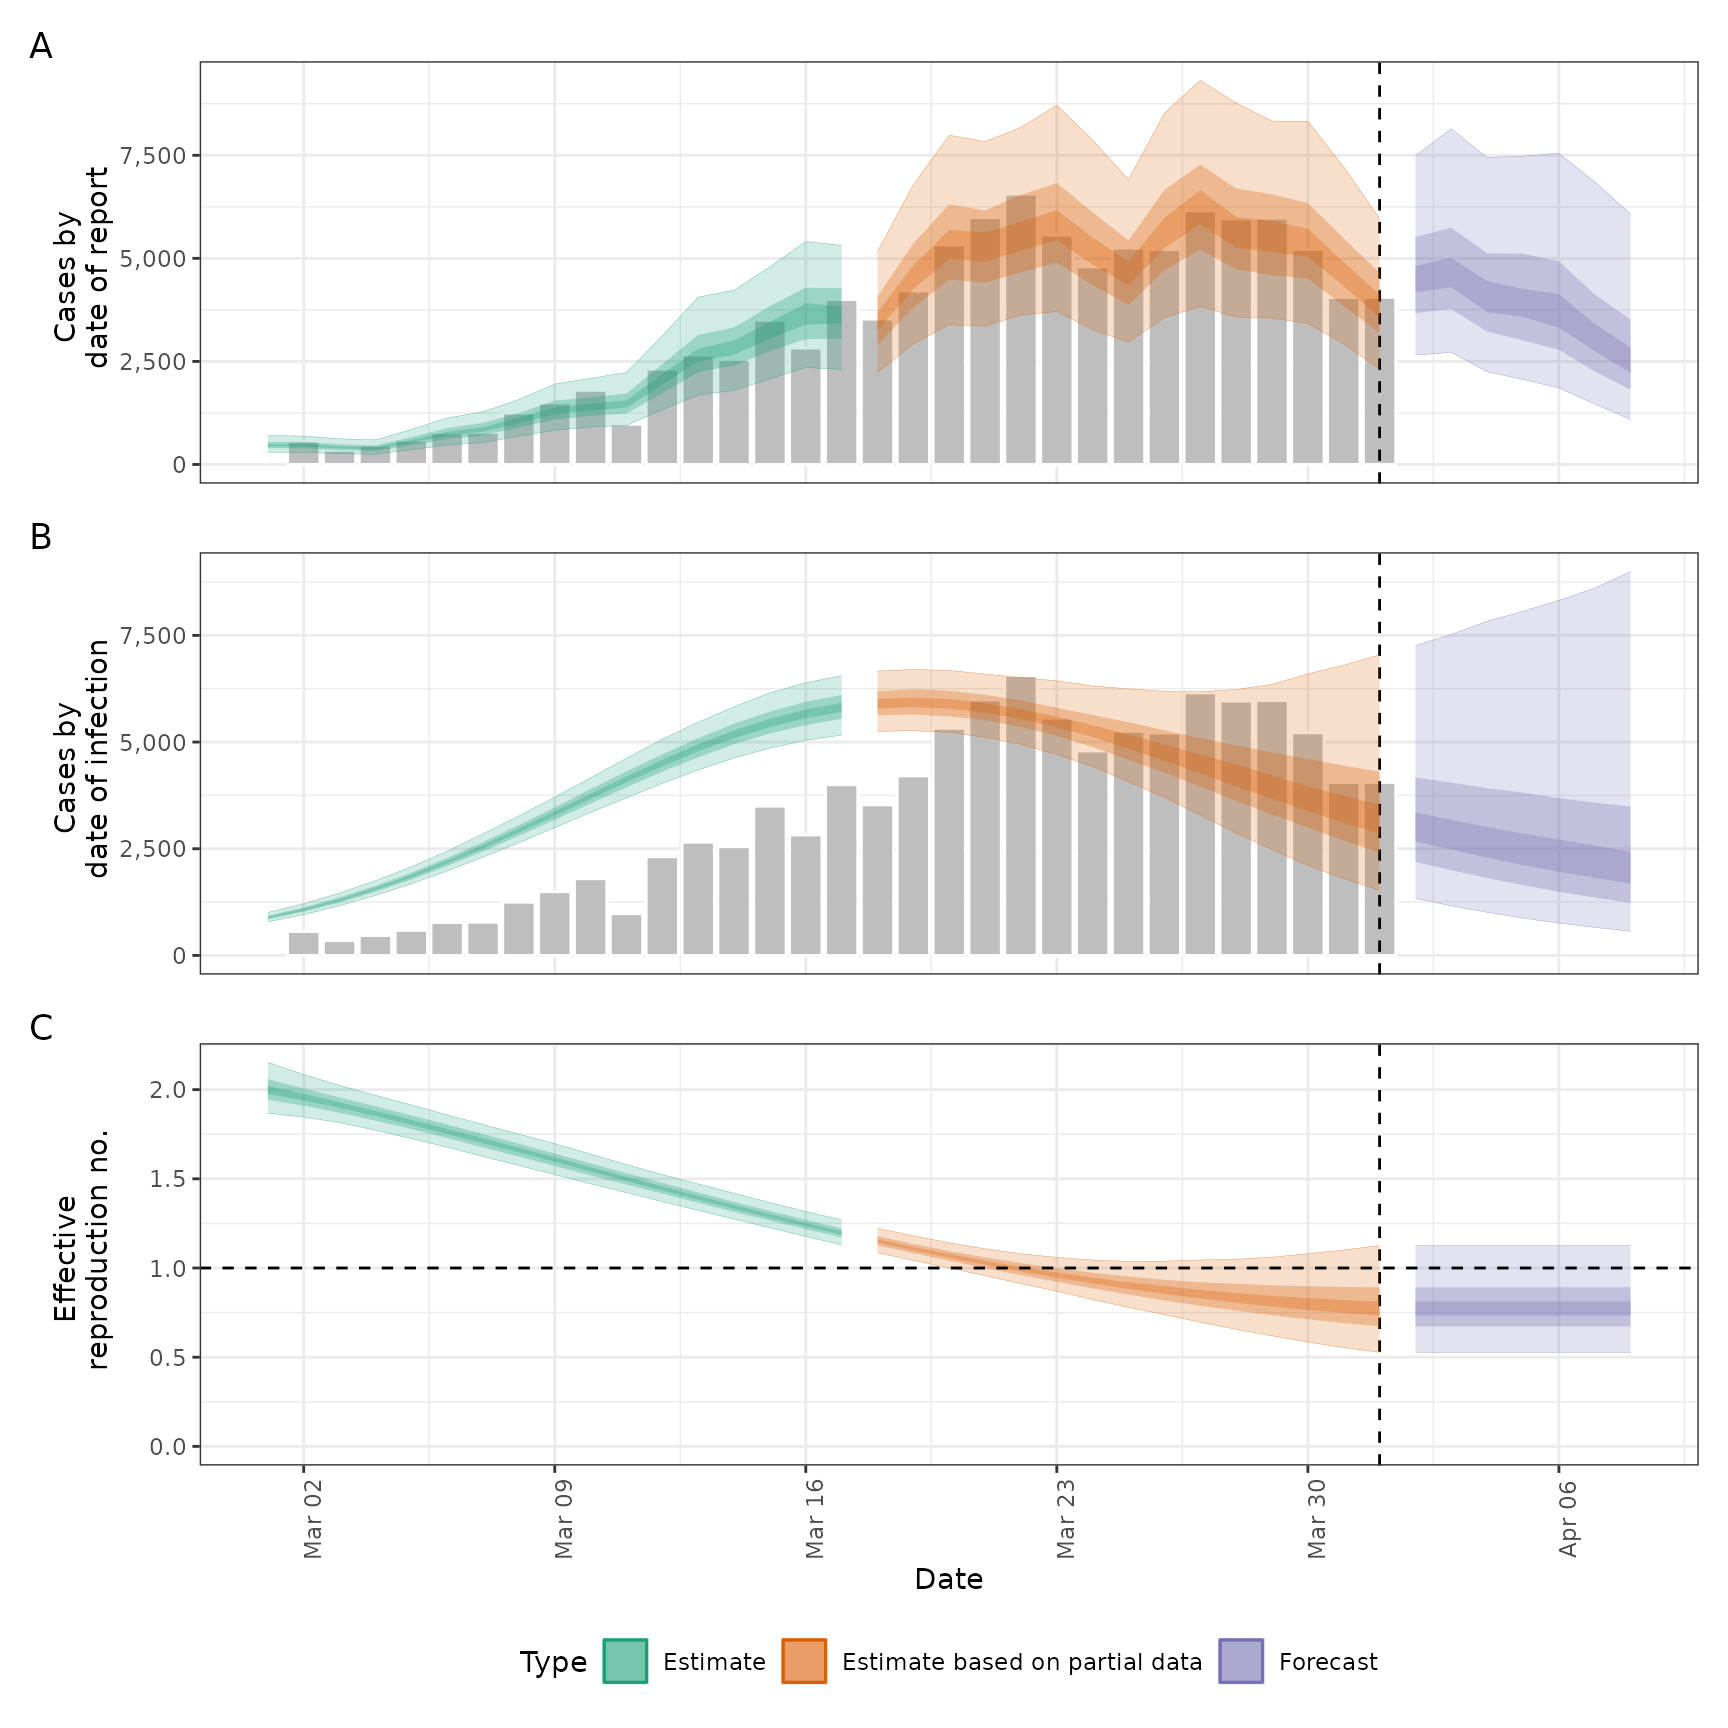 A
Cases by
date of report
7,500
5,000
2,500
0
B
Cases by
date of infection
7,500
5,000
2,500
0
C
Effective
reproduction no.
2.0
1.5
1.0
0.5
0.0
Mar 02
Mar 09
Mar 16
Mar 23
Mar 30
Apr 06
Date
Type
Estimate
Estimate based on partial data
Forecast